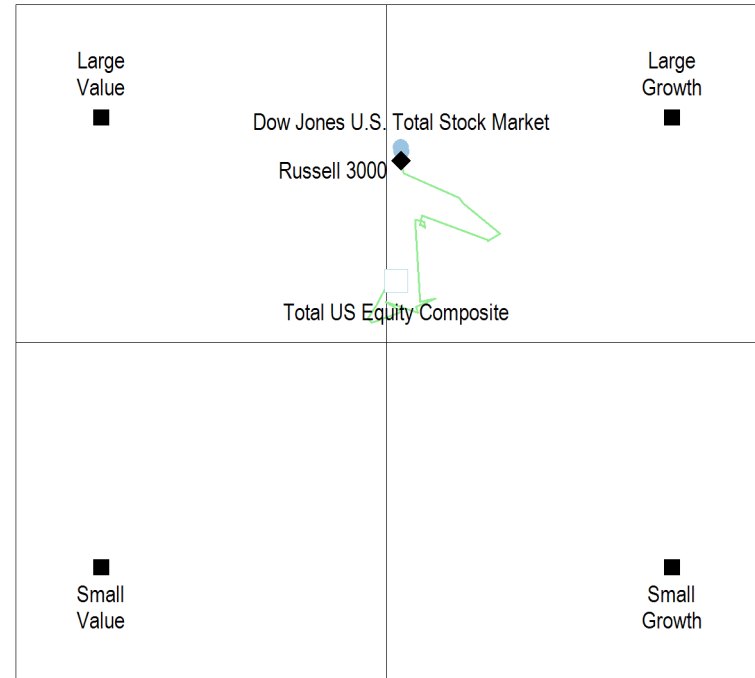 Large
Value
Large
Growth
Dow Jones U.S. Total Stock Market
Russell 3000
Total US Equity Composite
Small
Value
Small
Growth